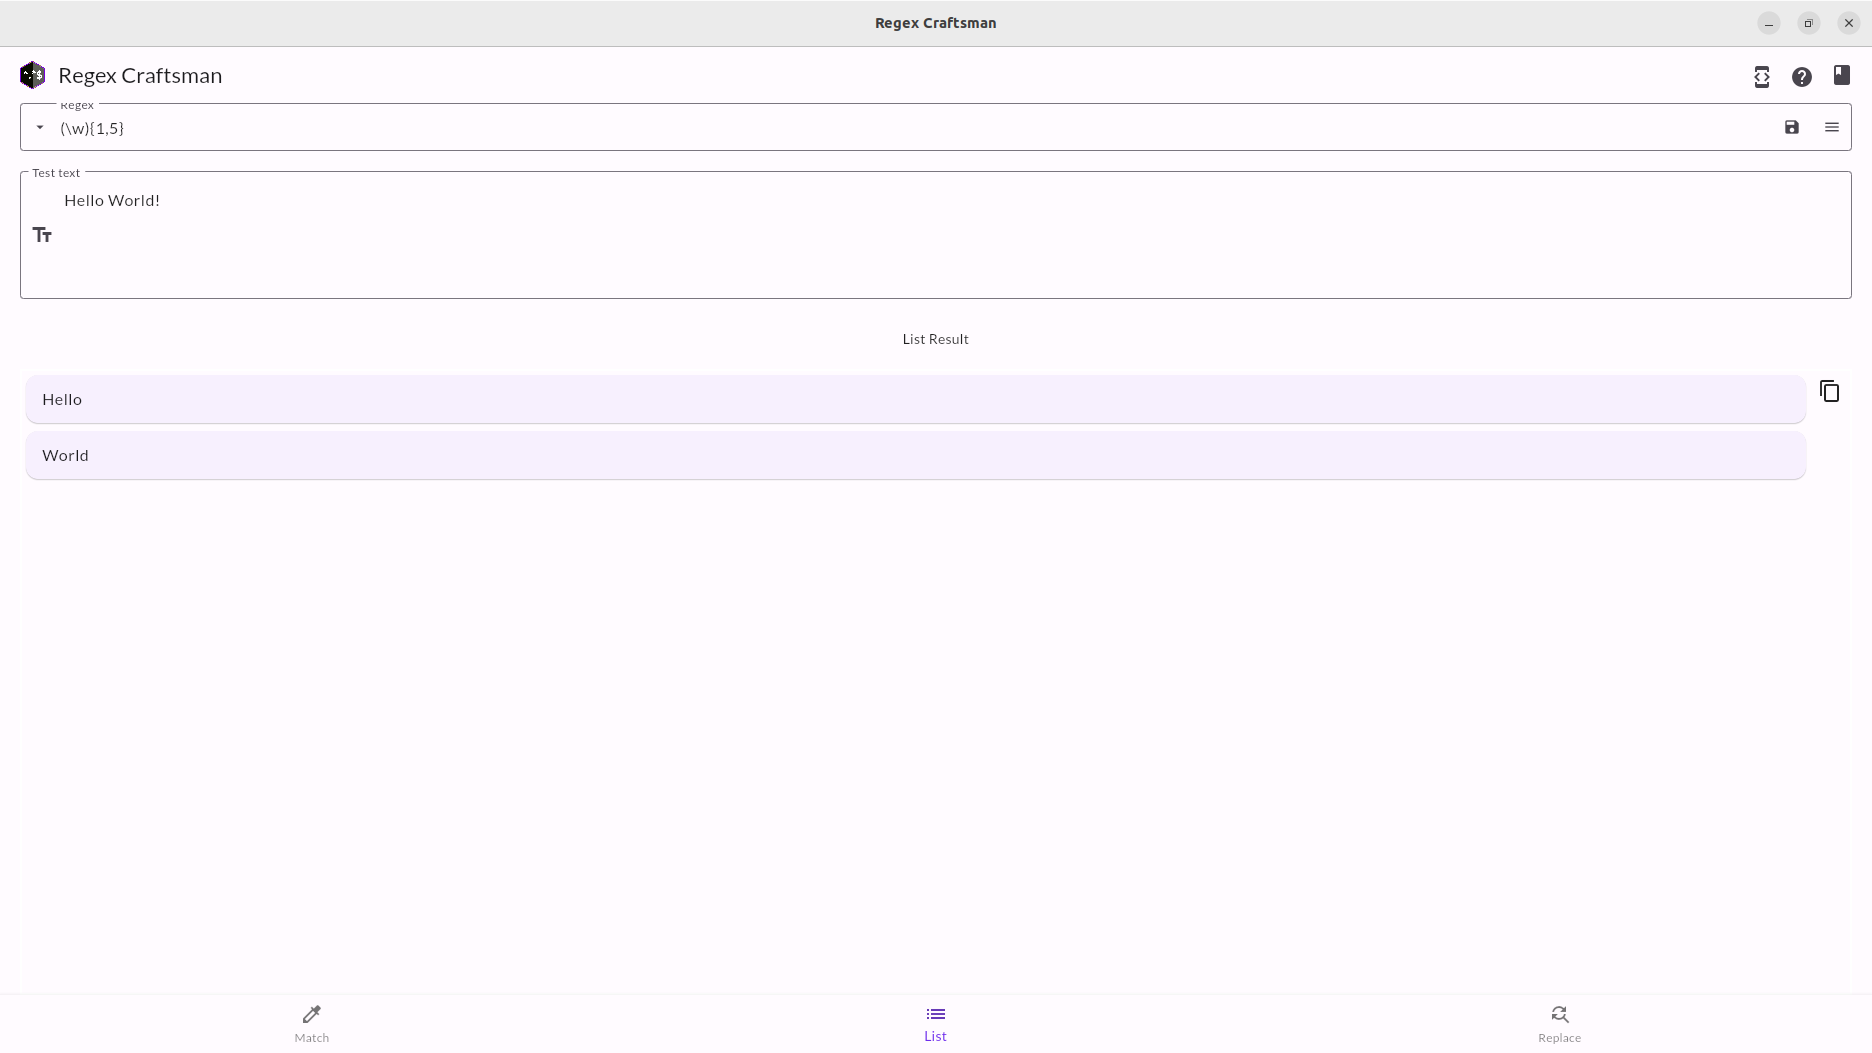 Regex Craftsman
Regex Craftsman
Regex
(\w){1,5}
Test text
Hello World!
List Result
Hello
World
Match
List
Replace